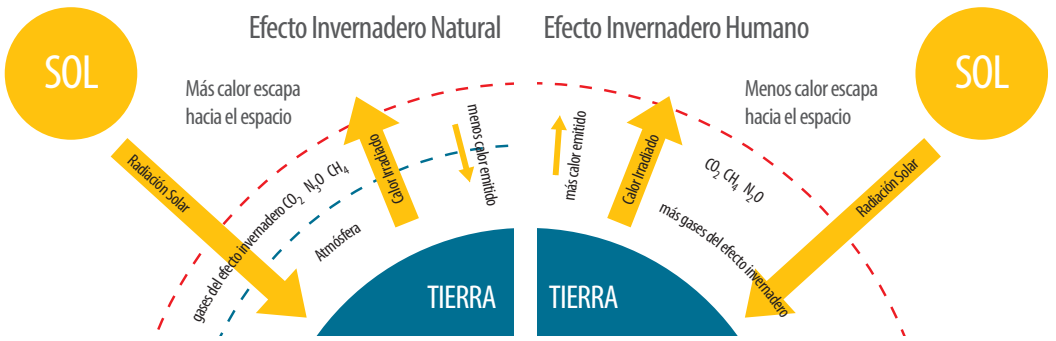 Efecto Invernadero Natural
Efecto Invernadero Humano
SOL
Más calor escapa
hacia el espacio
Radiación Solar
gases del efecto invernadero CO₂ N₃O CH₄
Atmósfera
Calor Irradiado
menos calor emitido
TIERRA
más calor emitido
Calor Irradiado
CO₂ CH₄ N₂O
más gases del efecto invernadero
TIERRA
Menos calor escapa
hacia el espacio
SOL
Radiación Solar